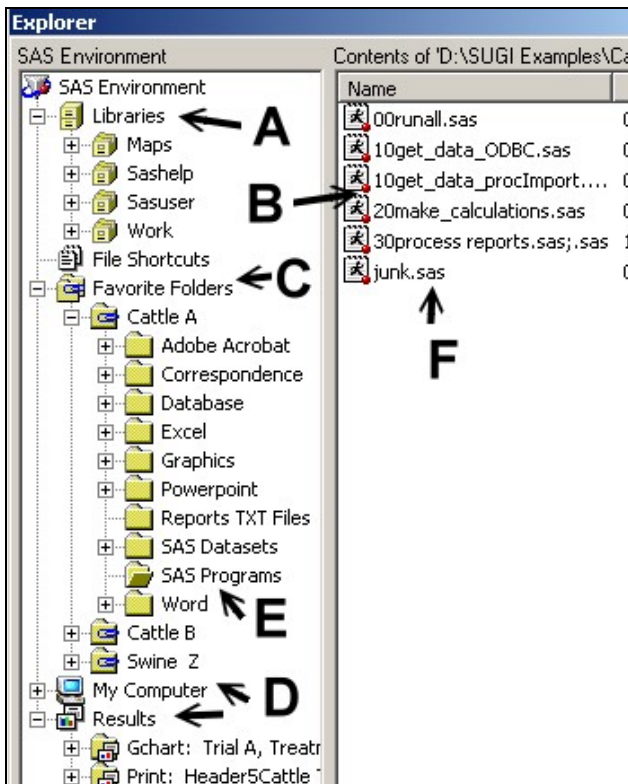 Explorer
SAS Environment
Contents of 'D:\SUGI Examples\Ca
SAS Environment
Name
Libraries
A
00runall.sas
Maps
10get_data_ODBC.sas
Sashelp
B
10get_data_procImport....
Sasuser
20make_calculations.sas
Work
30process reports.sas;.sas
File Shortcuts
junk.sas
Favorite Folders
C
F
Cattle A
Adobe Acrobat
Correspondence
Database
Excel
Graphics
Powerpoint
Reports TXT Files
SAS Datasets
SAS Programs
E
Word
Cattle B
Swine Z
My Computer
D
Results
Gchart: Trial A, Treatr
Print: Header5Cattle